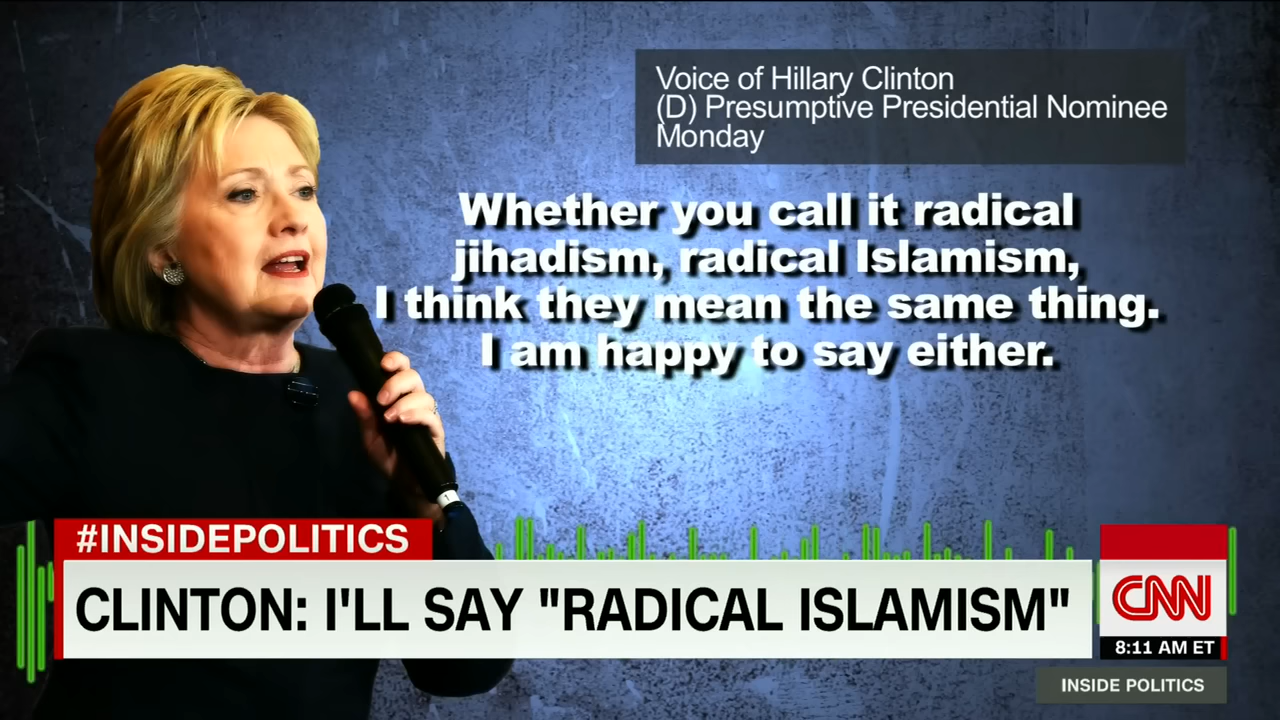 Voice of Hillary Clinton
(D) Presumptive Presidential Nominee
Monday
Whether you call it radical
jihadism, radical Islamism,
I think they mean the same thing.
I am happy to say either.
#INSIDEPOLITICS
CLINTON: I'LL SAY "RADICAL ISLAMISM"
CNN
8:11 AM ET
INSIDE POLITICS